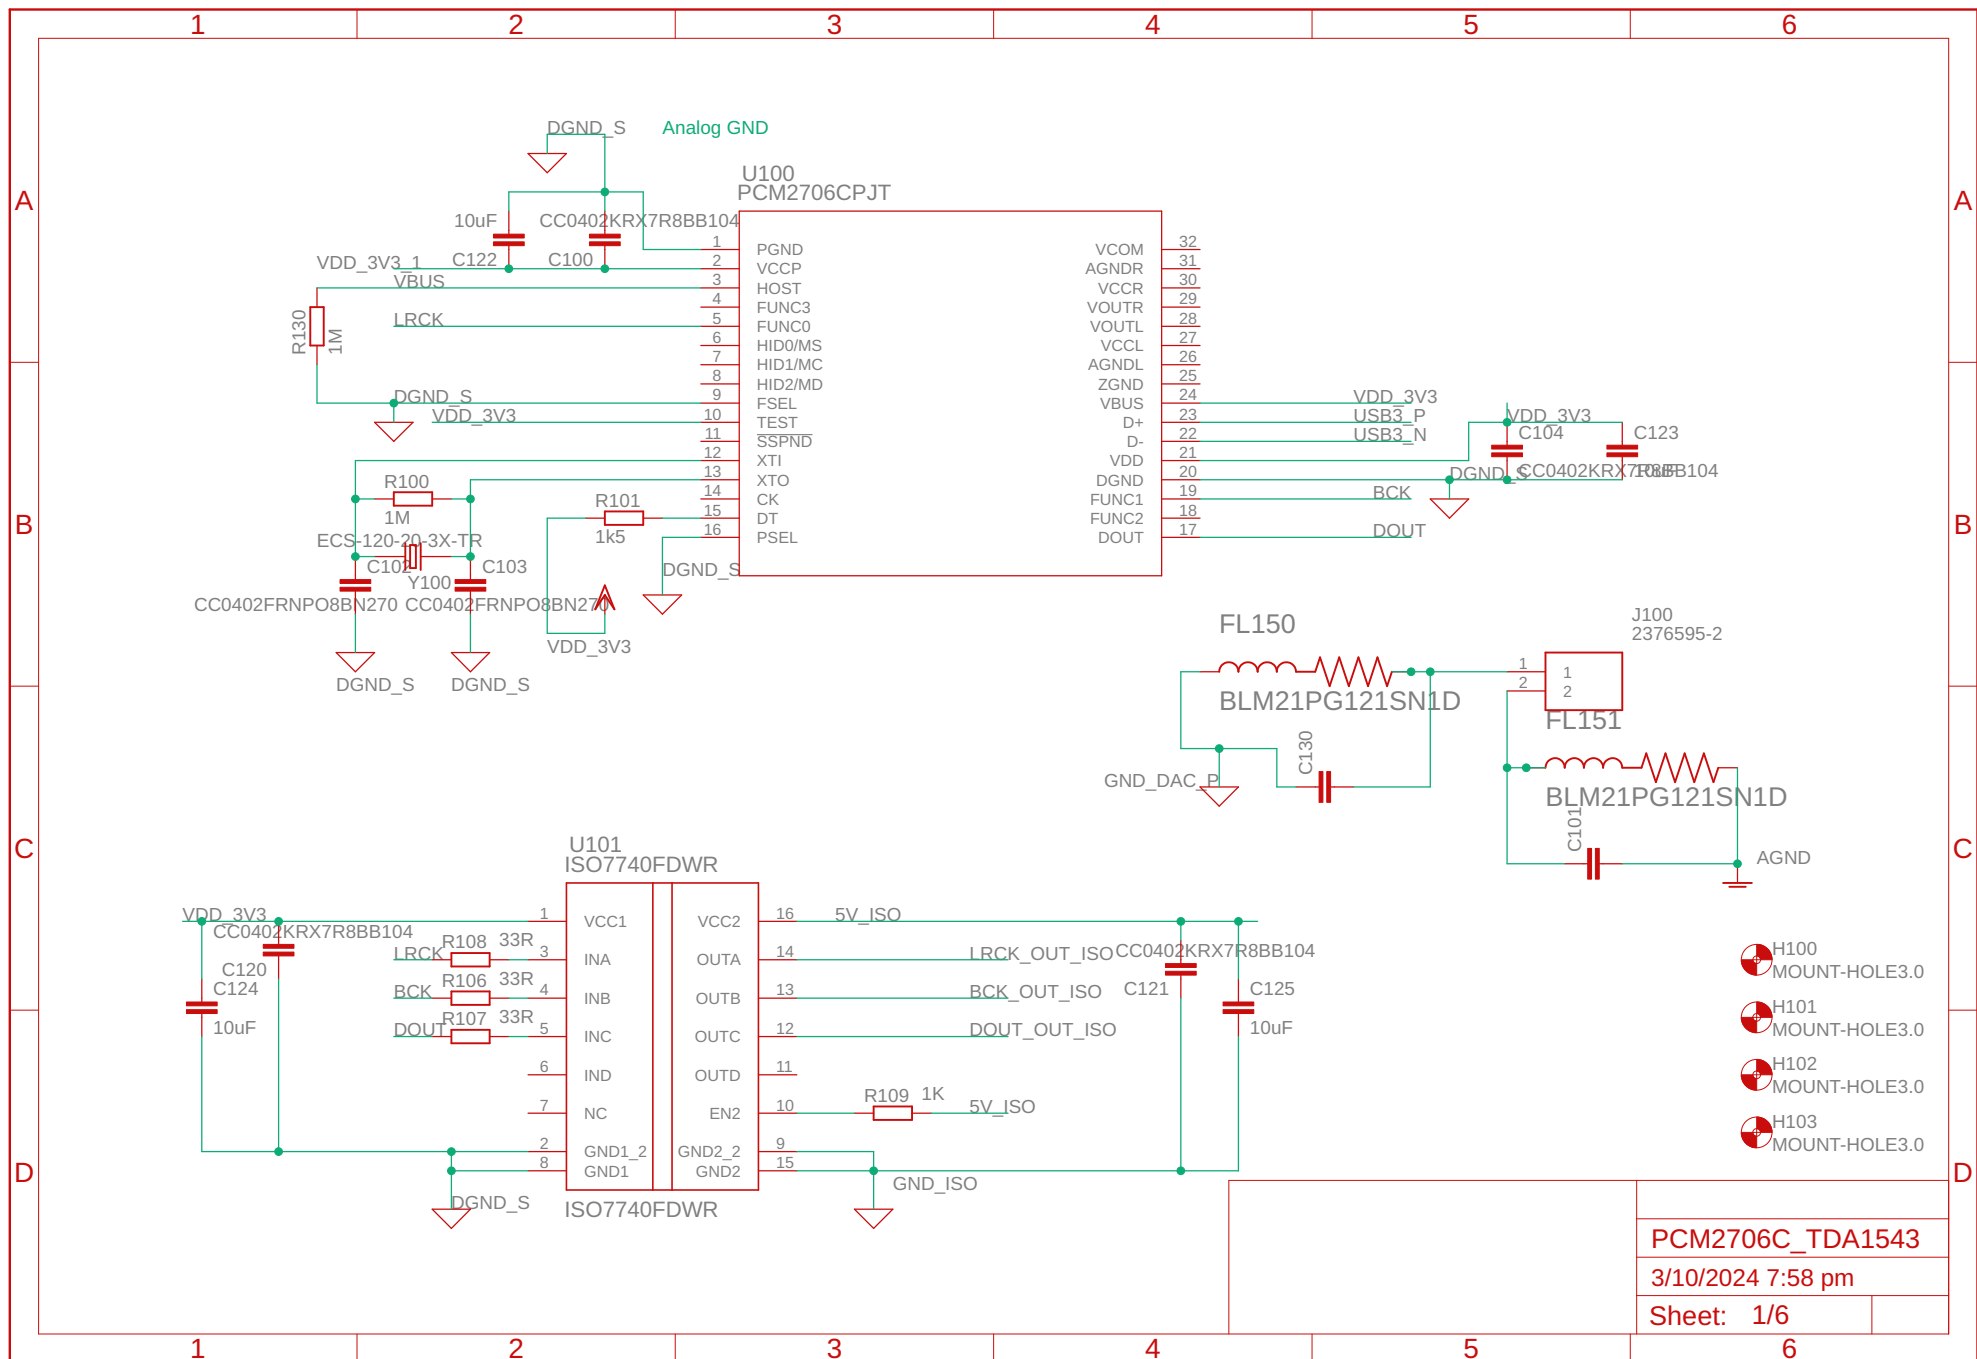 1 2 3 4 5 6
A A
B B
C C
D D
DGND_S
Analog GND
U100
PCM2706CPJT
10uF
CC0402KRX7R8BB104
C122
C100
VDD_3V3_1
VBUS
LRCK
R130
1M
DGND_S
VDD_3V3
1 PGND
2 VCCP
3 HOST
4 FUNC3
5 FUNC0
6 HID0/MS
7 HID1/MC
8 HID2/MD
9 FSEL
10 TEST
11 SSPND
12 XTI
13 XTO
14 CK
15 DT
16 PSEL
VCOM 32
AGNDR 31
VCCR 30
VOUTR 29
VOUTL 28
VCCL 27
AGNDL 26
ZGND 25
VBUS 24
D+ 23
D- 22
VDD 21
DGND 20
FUNC1 19
FUNC2 18
DOUT 17
VDD_3V3
USB3_P
USB3_N
VDD_3V3
C104
C123
DGND_S
CC0402KRX7R8BB104
10uF
BCK
DOUT
R100
1M
ECS-120-20-3X-TR
C102
Y100
C103
CC0402FRNPO8BN270
CC0402FRNPO8BN270
DGND_S
DGND_S
R101
1k5
VDD_3V3
DGND_S
FL150
BLM21PG121SN1D
C130
GND_DAC_P
J100
2376595-2
1 1
2 2
FL151
BLM21PG121SN1D
C101
AGND
U101
ISO7740FDWR
VDD_3V3
CC0402KRX7R8BB104
C120
C124
10uF
LRCK R108 33R
BCK R106 33R
DOUT R107 33R
1 VCC1
3 INA
4 INB
5 INC
6 IND
7 NC
2 GND1_2
8 GND1
VCC2 16
OUTA 14
OUTB 13
OUTC 12
OUTD 11
EN2 10
GND2_2 9
GND2 15
ISO7740FDWR
DGND_S
5V_ISO
LRCK_OUT_ISO
BCK_OUT_ISO
DOUT_OUT_ISO
R109 1K 5V_ISO
GND_ISO
CC0402KRX7R8BB104
C121
C125
10uF
H100
MOUNT-HOLE3.0
H101
MOUNT-HOLE3.0
H102
MOUNT-HOLE3.0
H103
MOUNT-HOLE3.0
PCM2706C_TDA1543
3/10/2024 7:58 pm
Sheet: 1/6
1 2 3 4 5 6